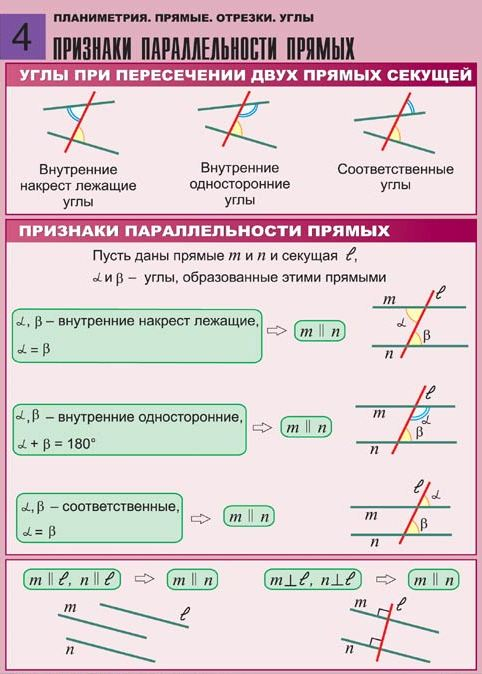 4
ПЛАНИМЕТРИЯ. ПРЯМЫЕ. ОТРЕЗКИ. УГЛЫ
ПРИЗНАКИ ПАРАЛЛЕЛЬНОСТИ ПРЯМЫХ
УГЛЫ ПРИ ПЕРЕСЕЧЕНИИ ДВУХ ПРЯМЫХ СЕКУЩЕЙ
Внутренние
накрест лежащие
углы
Внутренние
односторонние
углы
Соответственные
углы
ПРИЗНАКИ ПАРАЛЛЕЛЬНОСТИ ПРЯМЫХ
Пусть даны прямые m и n и секущая ℓ,
α и β – углы, образованные этими прямыми
α, β – внутренние накрест лежащие,
α = β
⇨ m ∥ n
m ℓ
α
β
n
α, β – внутренние односторонние,
α + β = 180°
⇨ m ∥ n
ℓ
m α
β
n
α, β – соответственные,
α = β
⇨ m ∥ n
ℓ α
m
β
n
m ∥ ℓ, n ∥ ℓ ⇨ m ∥ n
m ℓ
n
m ⊥ ℓ, n ⊥ ℓ ⇨ m ∥ n
m ℓ
n